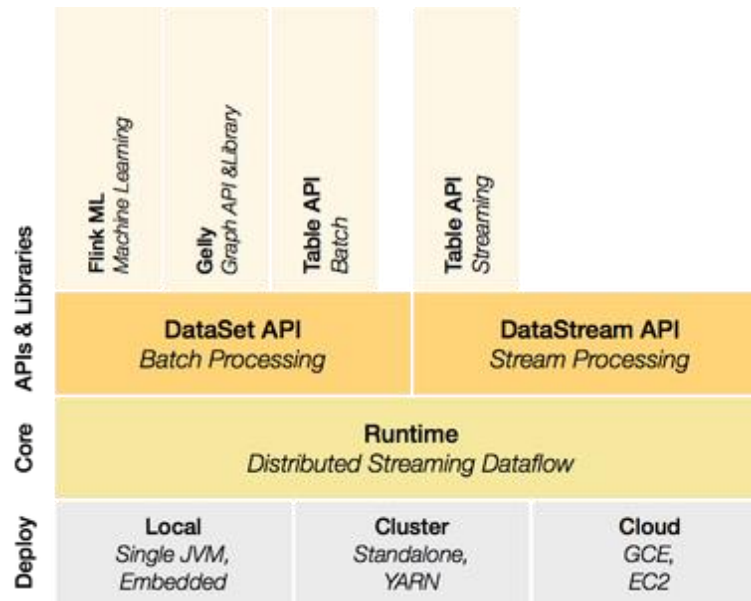 Flink ML
Machine Learning
Gelly
Graph API &Library
Table API
Batch
Table API
Streaming
APIs & Libraries
DataSet API
Batch Processing
DataStream API
Stream Processing
Core
Runtime
Distributed Streaming Dataflow
Deploy
Local
Single JVM,
Embedded
Cluster
Standalone,
YARN
Cloud
GCE,
EC2